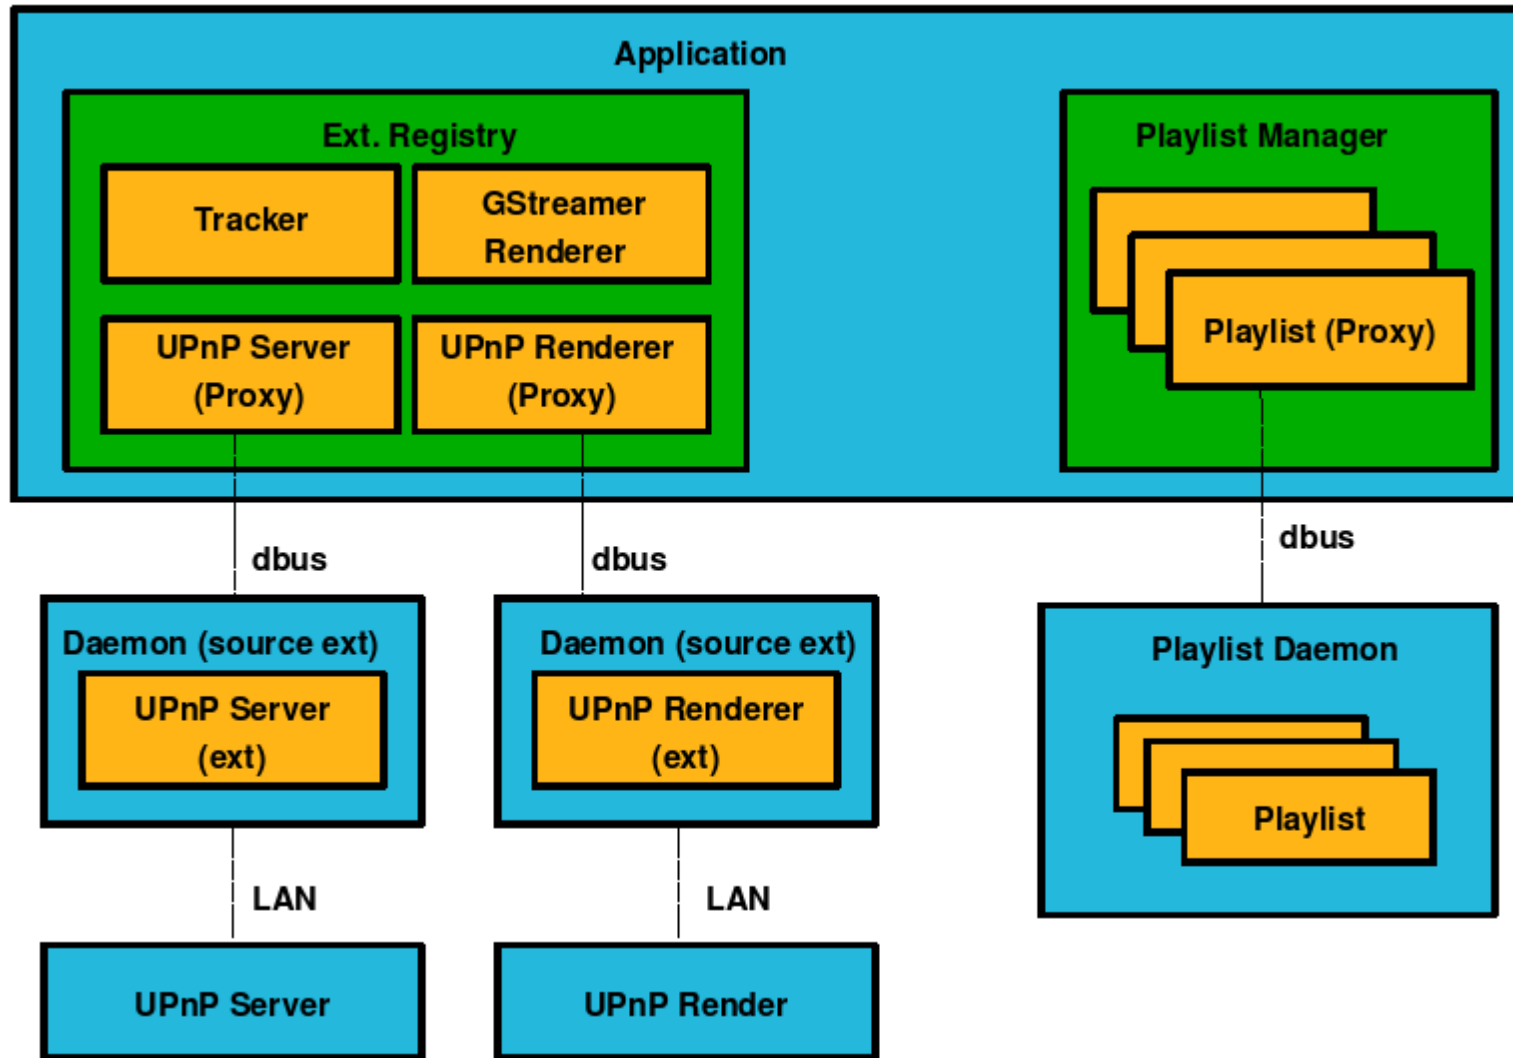 Application
Ext. Registry
Playlist Manager
Tracker
GStreamer
Renderer
UPnP Server
(Proxy)
UPnP Renderer
(Proxy)
Playlist (Proxy)
dbus
dbus
dbus
Daemon (source ext)
UPnP Server
(ext)
Daemon (source ext)
UPnP Renderer
(ext)
Playlist Daemon
Playlist
LAN
LAN
UPnP Server
UPnP Render